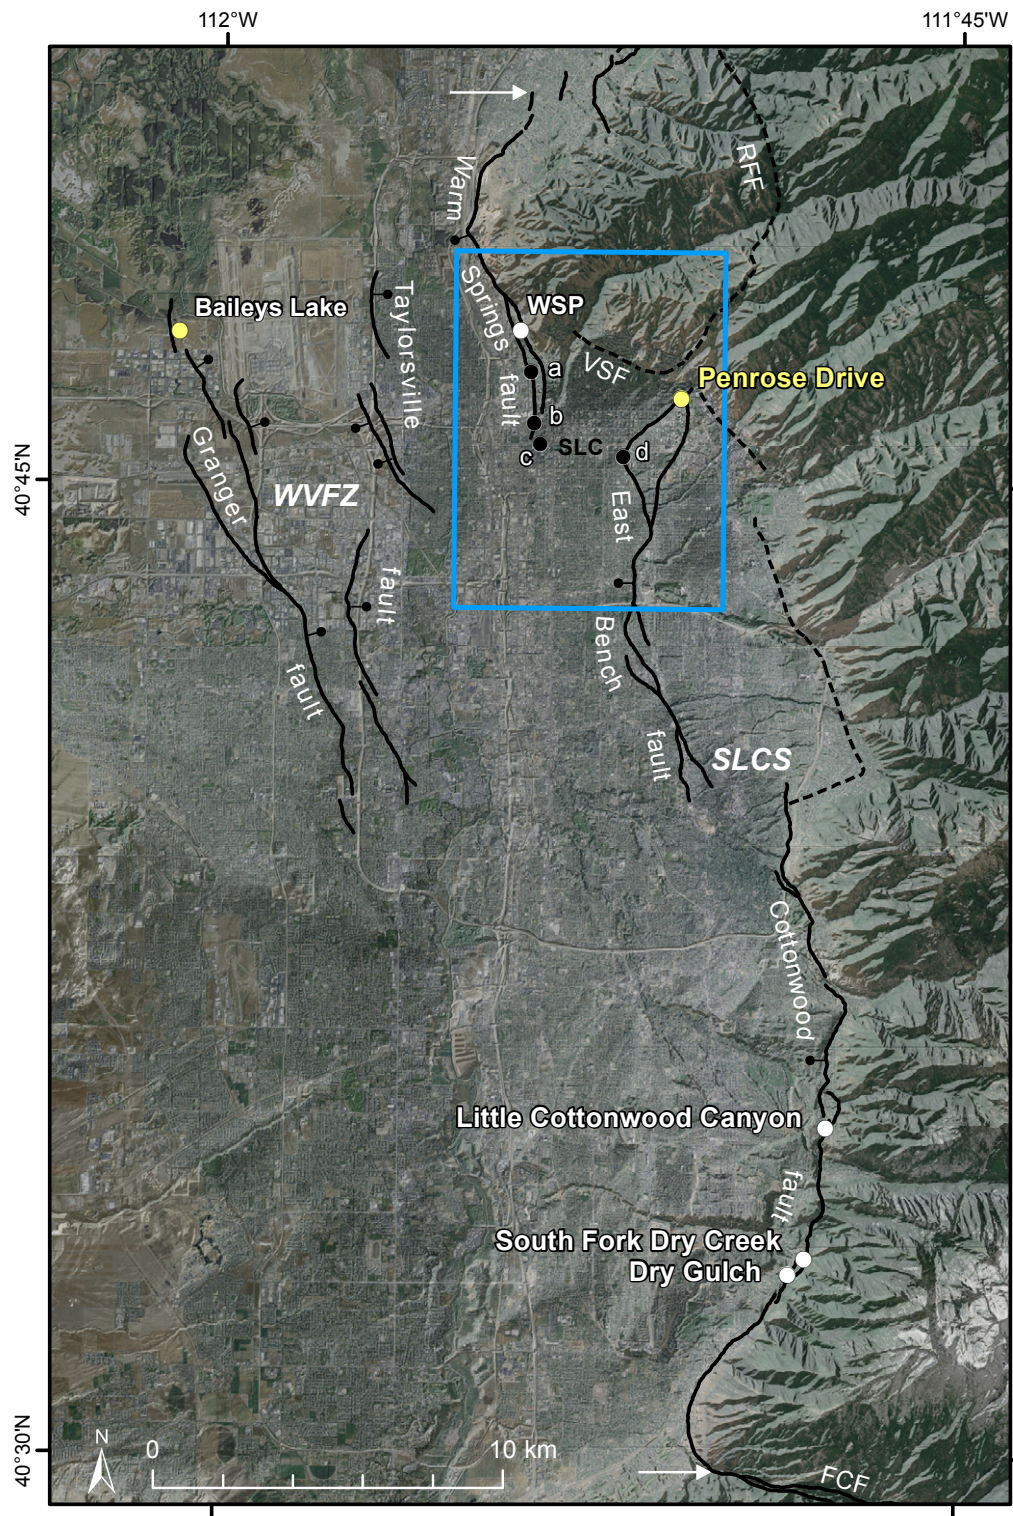 112°W
111°45'W
RFF
Warm
Springs
fault
Baileys Lake
Taylorsville
WSP
VSF
a
Penrose Drive
b
c
SLC
d
40°45'N
Granger
WVFZ
East
fault
Bench
fault
fault
SLCS
Cottonwood
Little Cottonwood Canyon
fault
South Fork Dry Creek
Dry Gulch
40°30'N
N
0
10 km
FCF